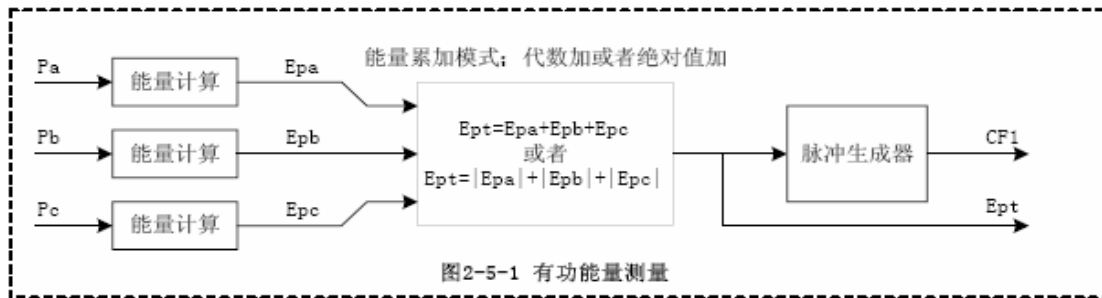 能量累加模式；代数加或者绝对值加
Pa
能量计算
Epa
Pb
能量计算
Epb
Pc
能量计算
Epc
Ept=Epa+Epb+Epc
或者
Ept=|Epa|+|Epb|+|Epc|
脉冲生成器
CF1
Ept
图2-5-1 有功能量测量